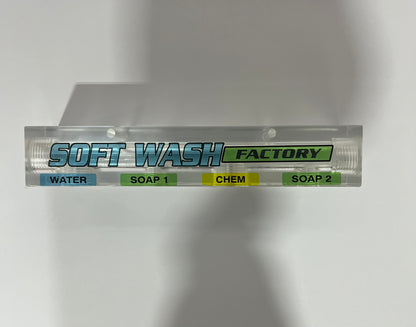 SOFT WASH FACTORY
WATER SOAP 1 CHEM SOAP 2